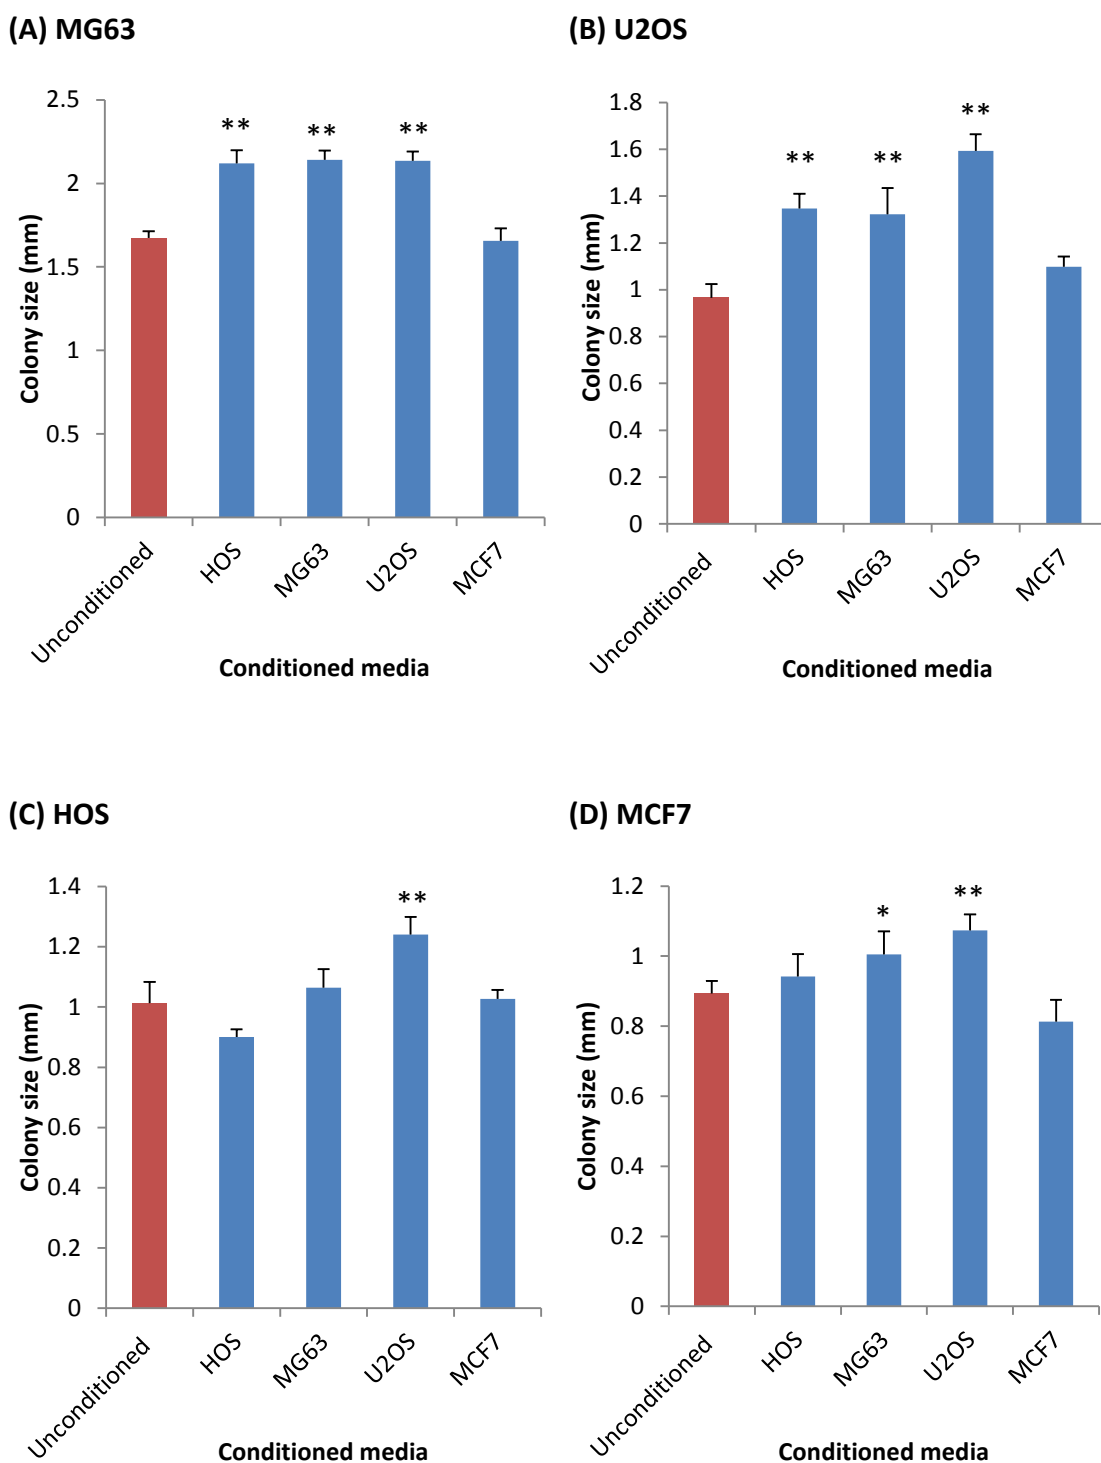 (A) MG63
2.5
2
1.5
1
0.5
0
Colony size (mm)
** ** **
Unconditioned
HOS
MG63
U2OS
MCF7
Conditioned media
(B) U2OS
1.8
1.6
1.4
1.2
1
0.8
0.6
0.4
0.2
0
Colony size (mm)
** ** **
Unconditioned
HOS
MG63
U2OS
MCF7
Conditioned media
(C) HOS
1.4
1.2
1
0.8
0.6
0.4
0.2
0
Colony size (mm)
**
Unconditioned
HOS
MG63
U2OS
MCF7
Conditioned media
(D) MCF7
1.2
1
0.8
0.6
0.4
0.2
0
Colony size (mm)
* **
Unconditioned
HOS
MG63
U2OS
MCF7
Conditioned media